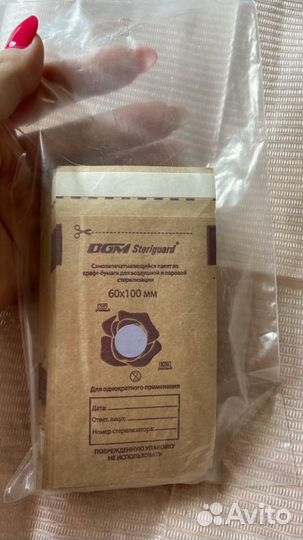 DGM Steriguard®
Самозапечатывающийся пакет из
крафт-бумаги для воздушной и паровой
стерилизации
60х100 мм
Для однократного применения
Дата:
Ответ. лицо:
Номер стерилизатора:
ПОВРЕЖДЕННУЮ УПАКОВКУ
НЕ ИСПОЛЬЗОВАТЬ
Avito